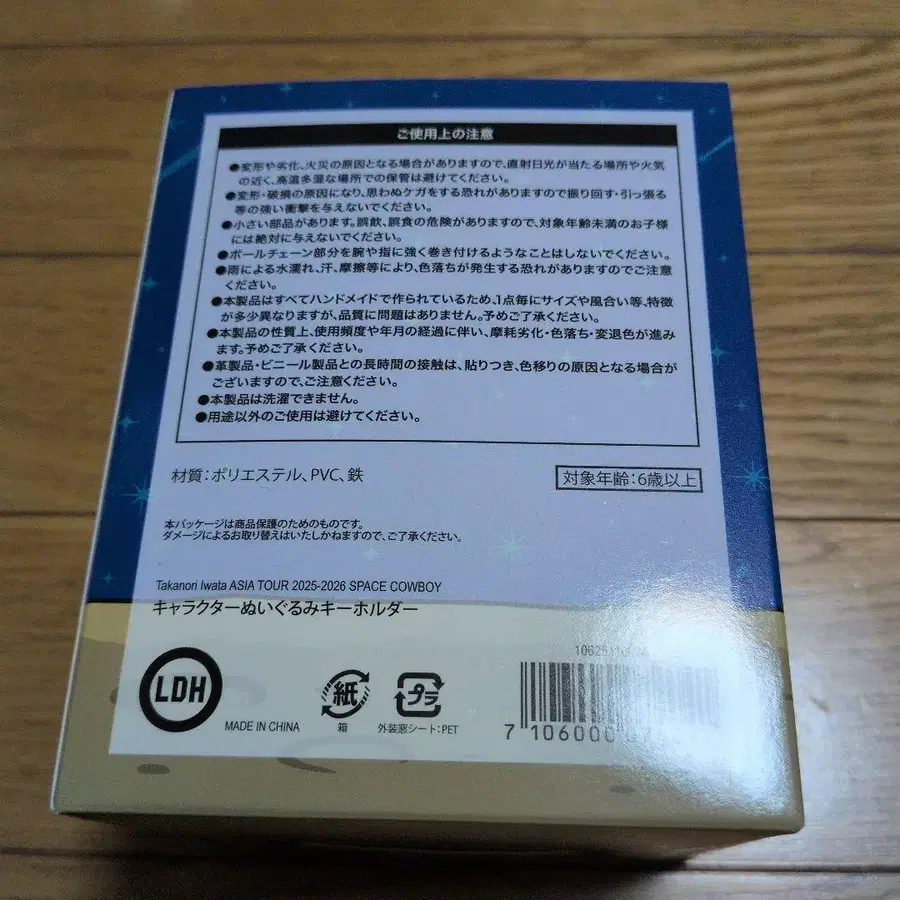 ご使用上の注意
●変形や劣化、火災の原因となる場合がありますので、直射日光が当たる場所や火気
の近く、高温多湿な場所での保管は避けてください。
●変形・破損の原因になり、思わぬケガをする恐れがありますので振り回す・引っ張る
等の強い衝撃を与えないでください。
●小さい部品があります。誤飲、誤食の危険がありますので、対象年齢未満のお子様
には絶対に与えないでください。
●ボールチェーン部分を腕や指に強く巻き付けるようなことはしないでください。
●雨による水濡れ、汗、摩擦等により、色落ちが発生する恐れがありますのでご注意
ください。
●本製品はすべてハンドメイドで作られているため、1点毎にサイズや風合い等、特徴
が多少異なりますが、品質に問題はありません。予めご了承ください。
●本製品の性質上、使用頻度や年月の経過に伴い、摩耗劣化・色落ち・変退色が進み
ます。予めご了承ください。
●革製品・ビニール製品との長時間の接触は、貼りつき、色移りの原因となる場合が
ございますので、ご注意ください。
●本製品は洗濯できません。
●用途以外のご使用は避けてください。
材質:ポリエステル、PVC、鉄
対象年齢:6歳以上
本パッケージは商品保護のためのものです。
ダメージによるお取り替えはいたしかねますので、ご了承ください。
Takanori Iwata ASIA TOUR 2025-2026 SPACE COWBOY
キャラクターぬいぐるみキーホルダー
LDH
MADE IN CHINA
紙
箱
プラ
外装窓シート:PET
7 106000